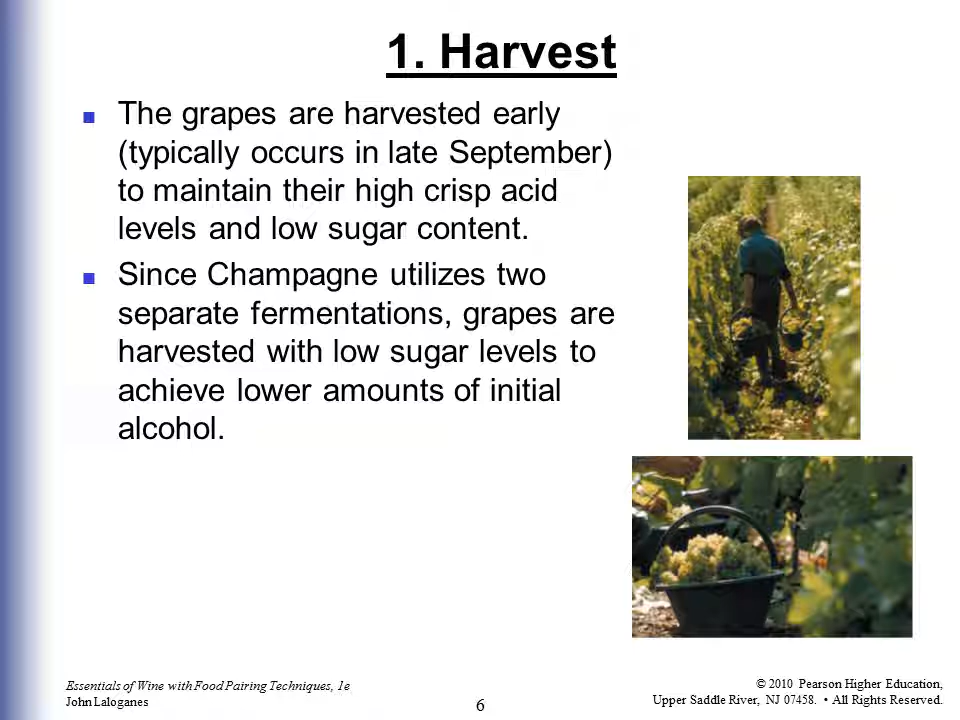 1. Harvest
The grapes are harvested early
(typically occurs in late September)
to maintain their high crisp acid
levels and low sugar content.
Since Champagne utilizes two
separate fermentations, grapes are
harvested with low sugar levels to
achieve lower amounts of initial
alcohol.
Essentials of Wine with Food Pairing Techniques, 1e
John Laloganes
6
© 2010 Pearson Higher Education,
Upper Saddle River, NJ 07458. • All Rights Reserved.